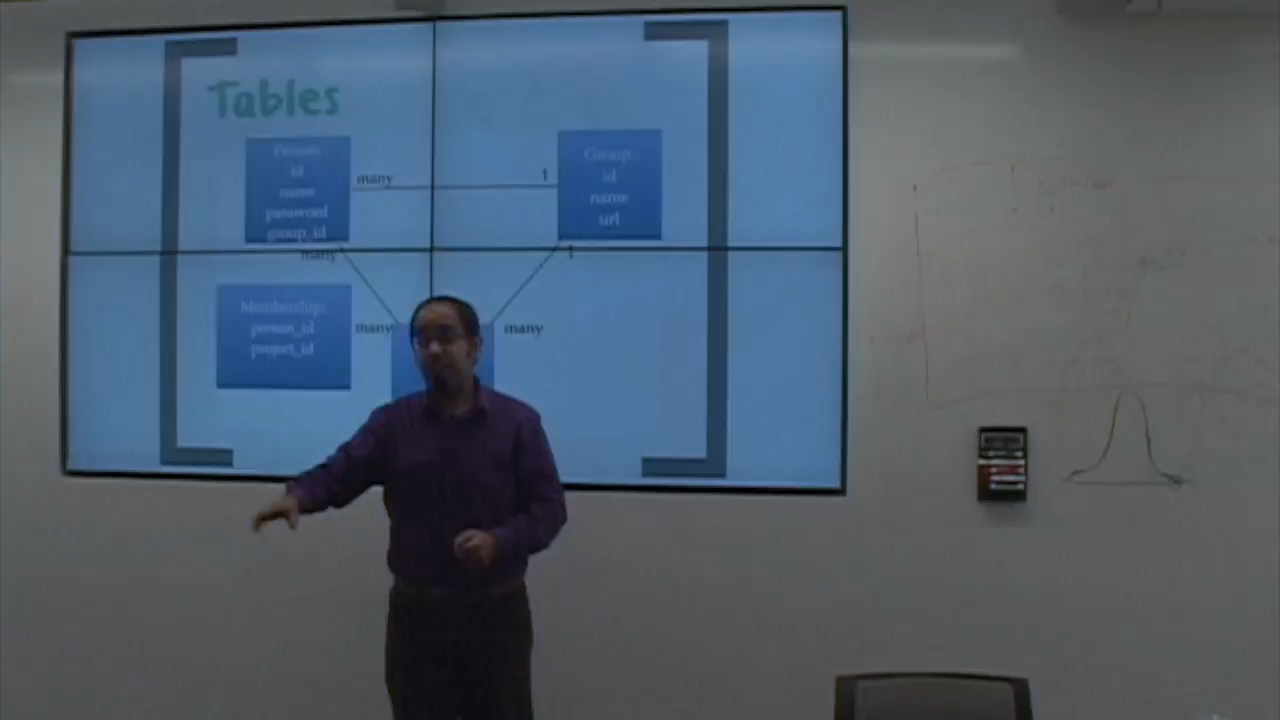 Tables
Person:
id
name
password
group_id
many
1
Group:
id
name
url
many
1
Membership:
person_id
project_id
many
many